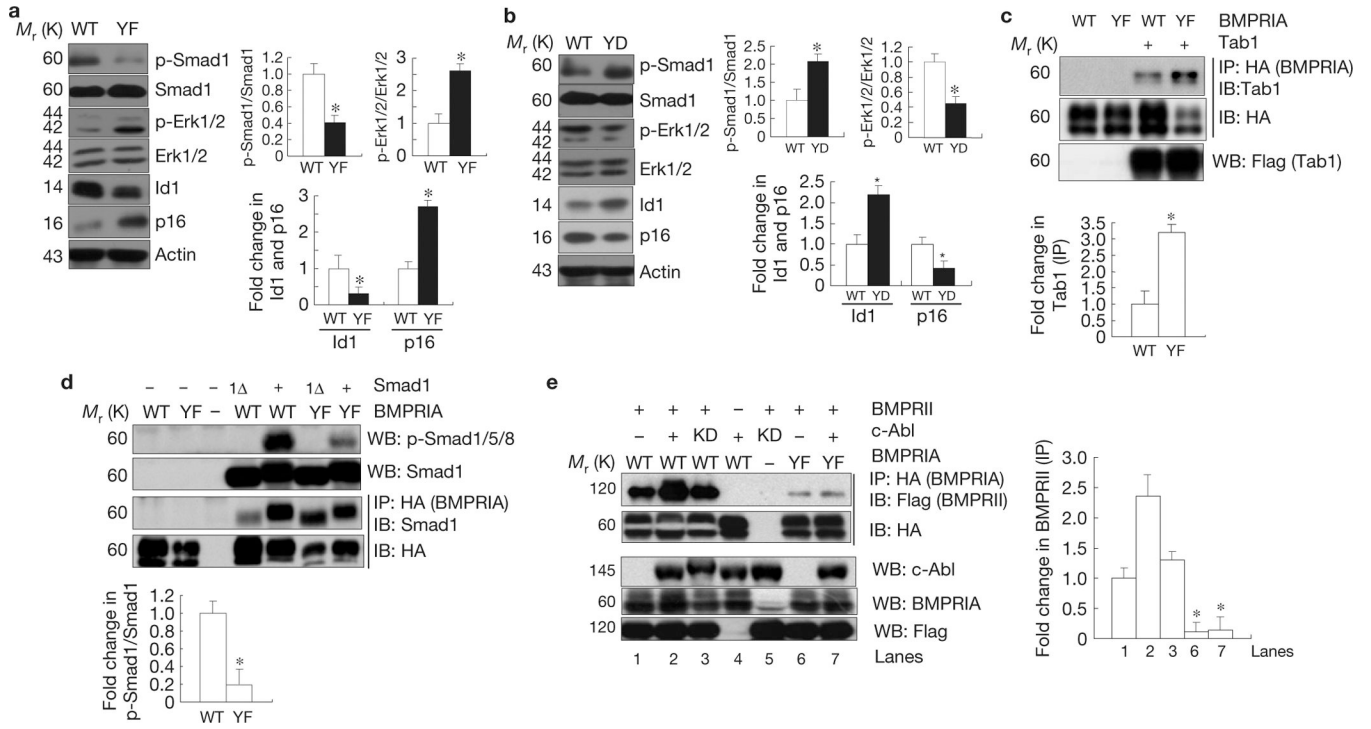 a
Mr (K) WT YF
60 p-Smad1
60 Smad1
44
42 p-Erk1/2
44
42 Erk1/2
14 Id1
16 p16
43 Actin
p-Smad1/Smad1
1.2
1.0
0.8
0.6
0.4
0.2
0
*
WT YF
p-Erk1/2/Erk1/2
3
2
1
0
*
WT YF
Fold change in
Id1 and p16
3
2
1
0
*
*
WT YF WT YF
Id1 p16
b
Mr (K) WT YD
60 p-Smad1
60 Smad1
44
42 p-Erk1/2
44
42 Erk1/2
14 Id1
16 p16
43 Actin
p-Smad1/Smad1
2.5
2.0
1.5
1.0
0.5
0
*
WT YD
p-Erk1/2/Erk1/2
1.2
1.0
0.8
0.6
0.4
0.2
0
*
WT YD
Fold change in
Id1 and p16
2.5
2.0
1.5
1.0
0.5
0
*
*
WT YD WT YD
Id1 p16
c
WT YF WT YF BMPRIA
Mr (K) + + Tab1
60 IP: HA (BMPRIA)
IB:Tab1
60 IB: HA
60 WB: Flag (Tab1)
Fold change in
Tab1 (IP)
3.5
3.0
2.5
2.0
1.5
1.0
0.5
*
WT YF
d
– – – 1Δ + 1Δ + Smad1
Mr (K) WT YF – WT WT YF YF BMPRIA
60 WB: p-Smad1/5/8
60 WB: Smad1
60 IP: HA (BMPRIA)
IB: Smad1
60 IB: HA
Fold change in
p-Smad1/Smad1
1.2
1.0
0.8
0.6
0.4
0.2
0
*
WT YF
e
+ + + – + + + BMPRII
– + KD + KD – + c-Abl
BMPRIA
Mr (K) WT WT WT WT – YF YF
120 IP: HA (BMPRIA)
IB: Flag (BMPRII)
60 IB: HA
145 WB: c-Abl
60 WB: BMPRIA
120 WB: Flag
1 2 3 4 5 6 7 Lanes
Fold change in BMPRII (IP)
3.0
2.5
2.0
1.5
1.0
0.5
0
* *
1 2 3 6 7 Lanes